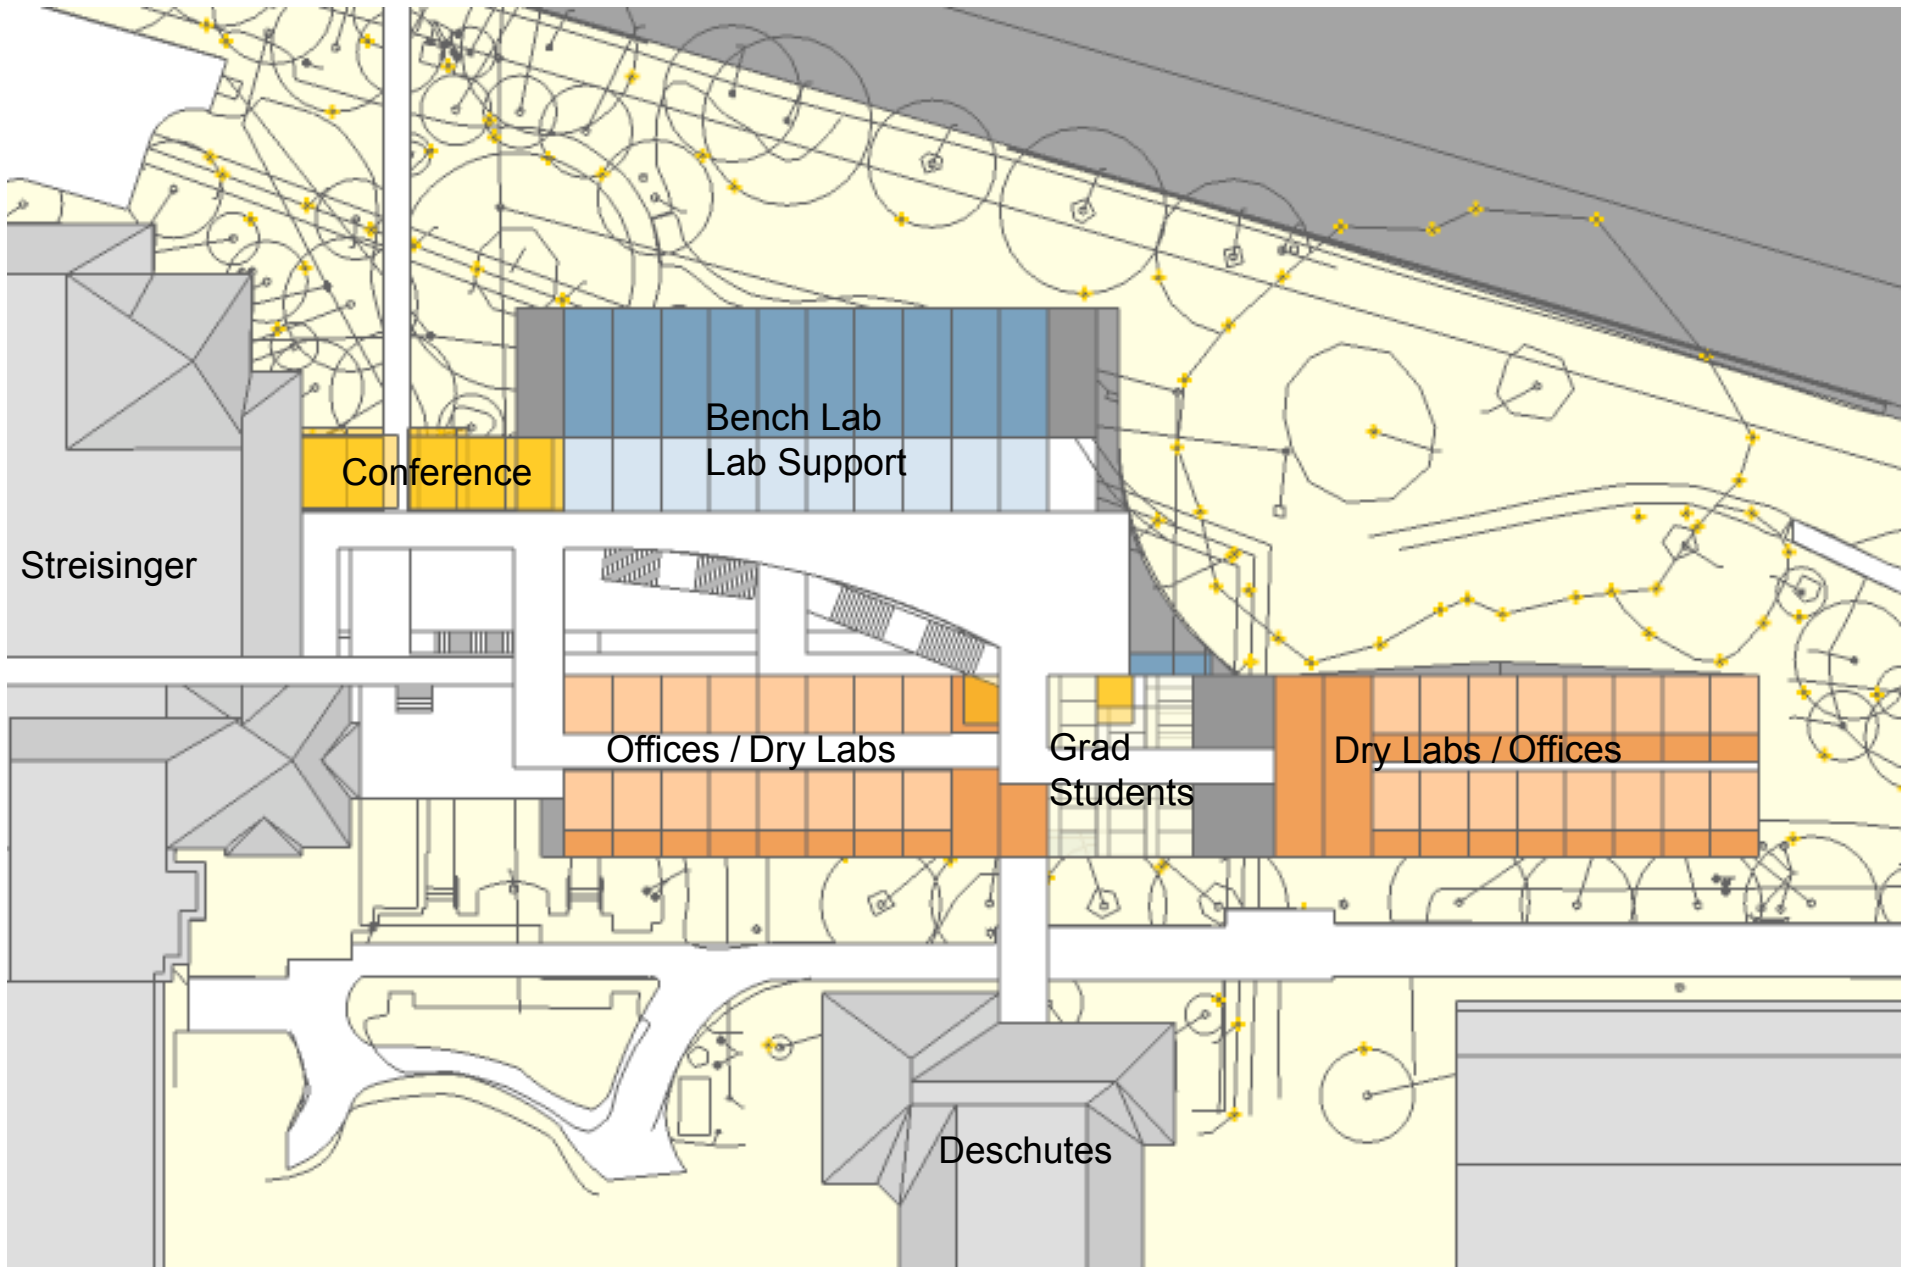 Bench Lab
Lab Support
Conference
Streisinger
Offices / Dry Labs
Grad
Students
Dry Labs / Offices
Deschutes